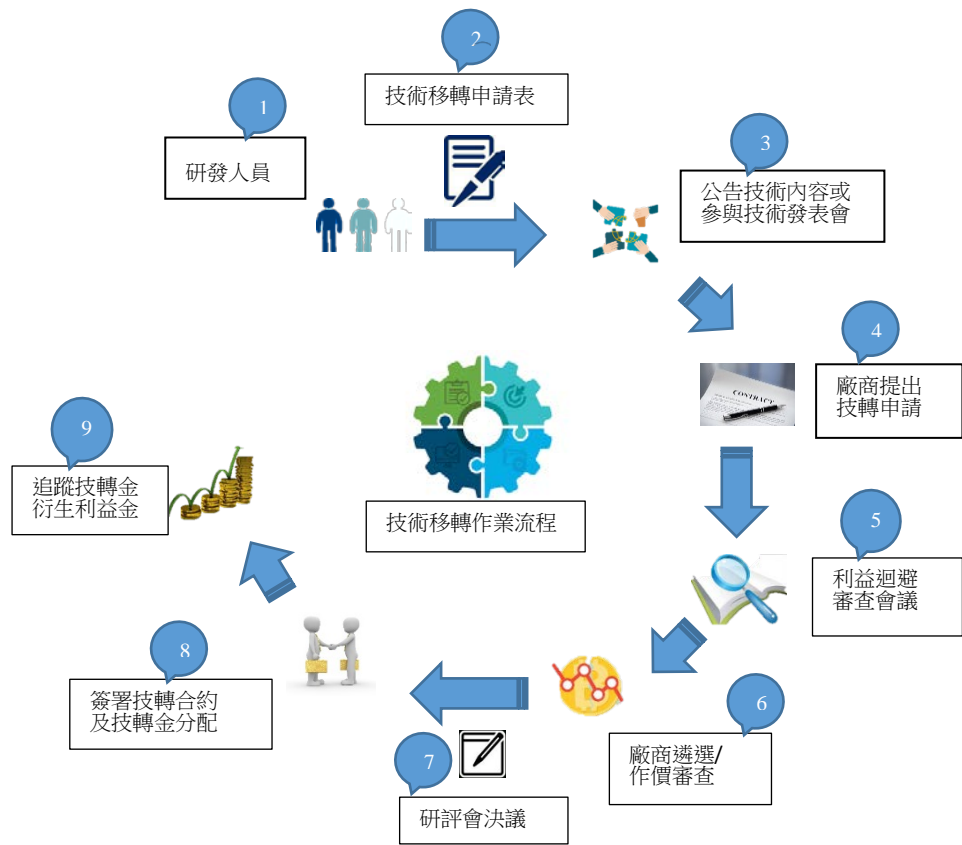 1
研發人員
2
技術移轉申請表
3
公告技術內容或
參與技術發表會
4
廠商提出
技轉申請
CONTRACT
5
利益迴避
審查會議
6
廠商遴選/
作價審查
7
研評會決議
8
簽署技轉合約
及技轉金分配
9
追蹤技轉金
衍生利益金
技術移轉作業流程